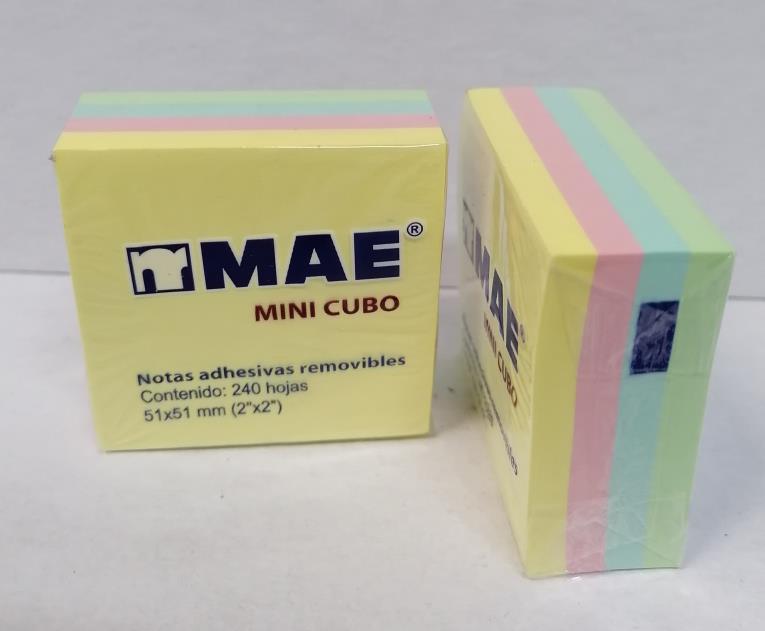 MAE®
MINI CUBO
Notas adhesivas removibles
Contenido: 240 hojas
51x51 mm (2"x2")
MAE®
MINI CUBO